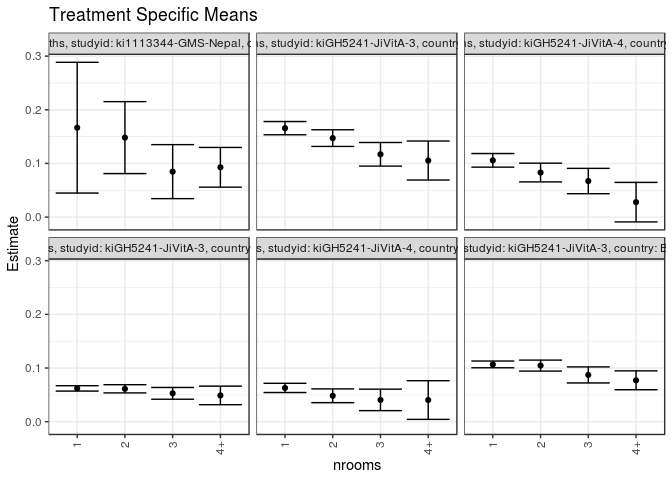 Treatment Specific Means
ths, studyid: ki1113344-GMS-Nepal,
s, studyid: kiGH5241-JiVitA-3, country
s, studyid: kiGH5241-JiVitA-4, country
0.3
0.2
0.1
0.0
Estimate
s, studyid: kiGH5241-JiVitA-3, country
s, studyid: kiGH5241-JiVitA-4, country
studyid: kiGH5241-JiVitA-3, country: B
0.3
0.2
0.1
0.0
1 2 3 4+ 1 2 3 4+ 1 2 3 4+
nrooms